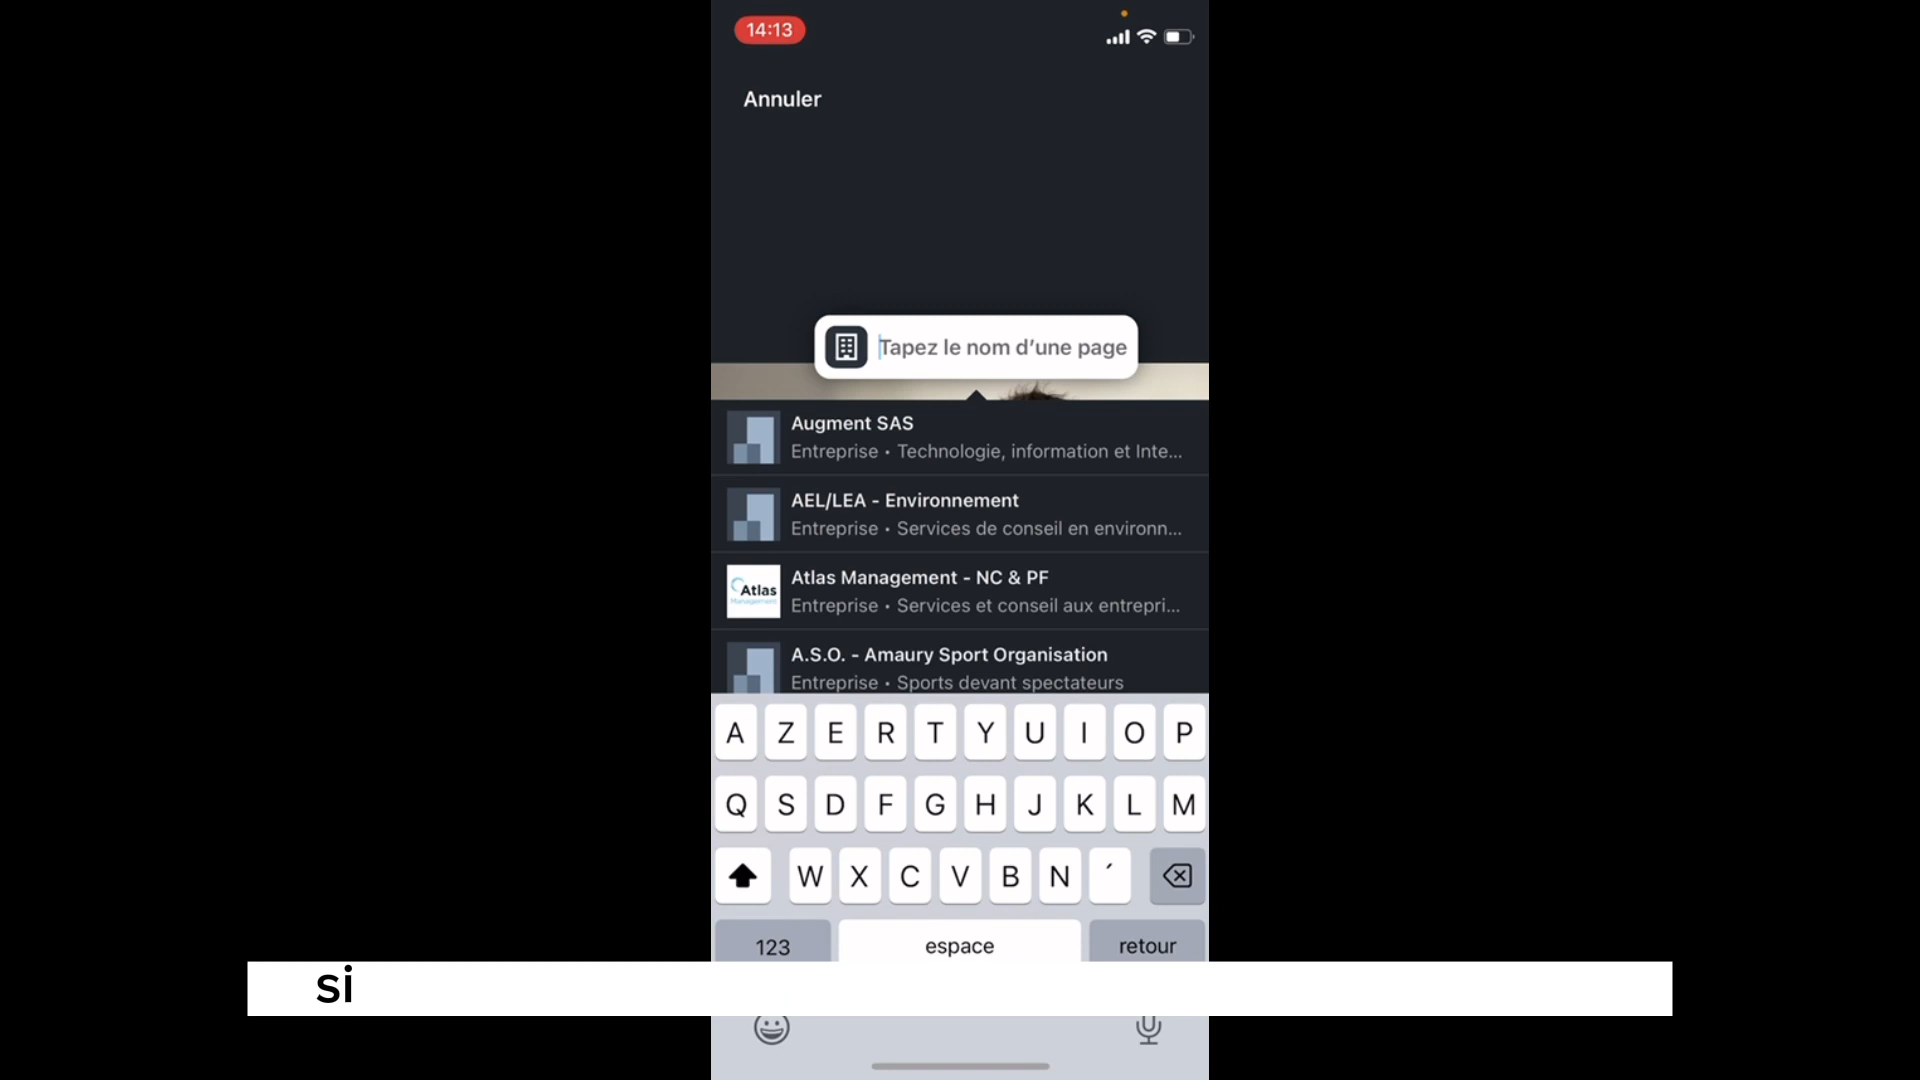 14:13
Annuler
Tapez le nom d’une page
Augment SAS
Entreprise • Technologie, information et Inte...
AEL/LEA - Environnement
Entreprise • Services de conseil en environn...
Atlas
Management
Atlas Management - NC & PF
Entreprise • Services et conseil aux entrepri...
A.S.O. - Amaury Sport Organisation
Entreprise • Sports devant spectateurs
A Z E R T Y U I O P
Q S D F G H J K L M
W X C V B N ´
123 espace retour
si